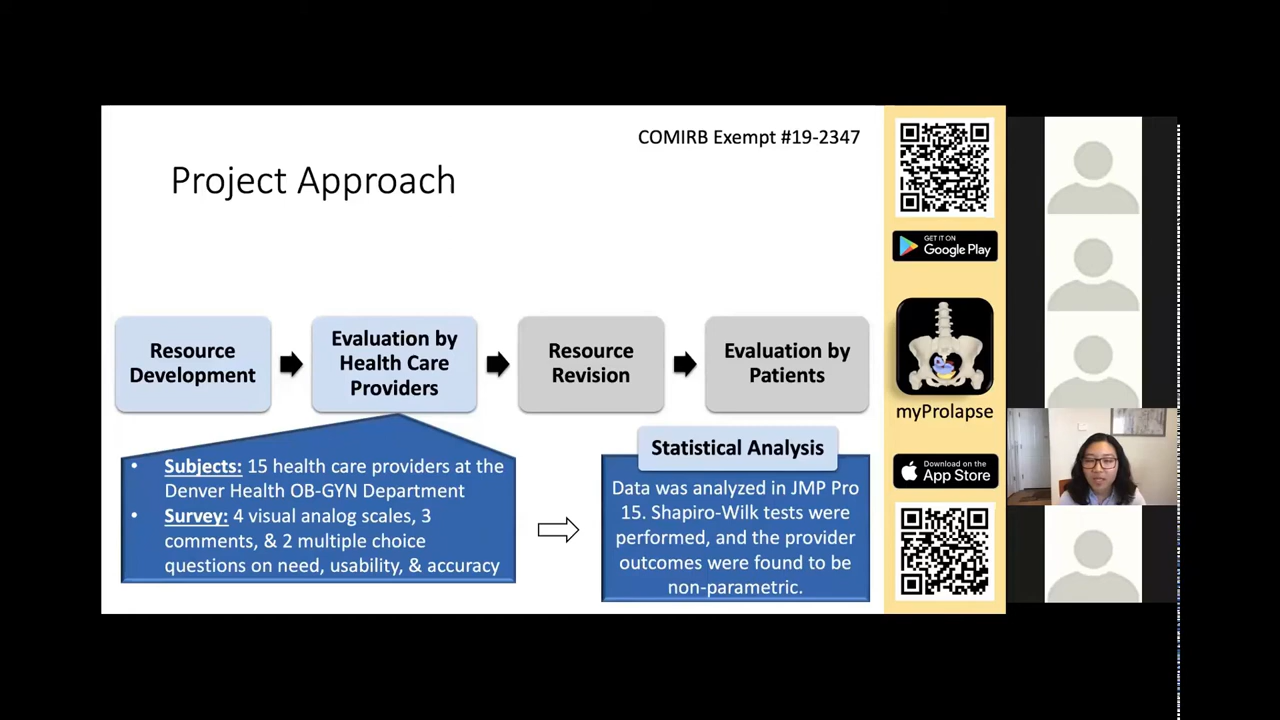 COMIRB Exempt #19-2347
Project Approach
Resource
Development
Evaluation by
Health Care
Providers
Resource
Revision
Evaluation by
Patients
• Subjects: 15 health care providers at the
Denver Health OB-GYN Department
• Survey: 4 visual analog scales, 3
comments, & 2 multiple choice
questions on need, usability, & accuracy
Statistical Analysis
Data was analyzed in JMP Pro
15. Shapiro-Wilk tests were
performed, and the provider
outcomes were found to be
non-parametric.
GET IT ON
Google Play
myProlapse
Download on the
App Store